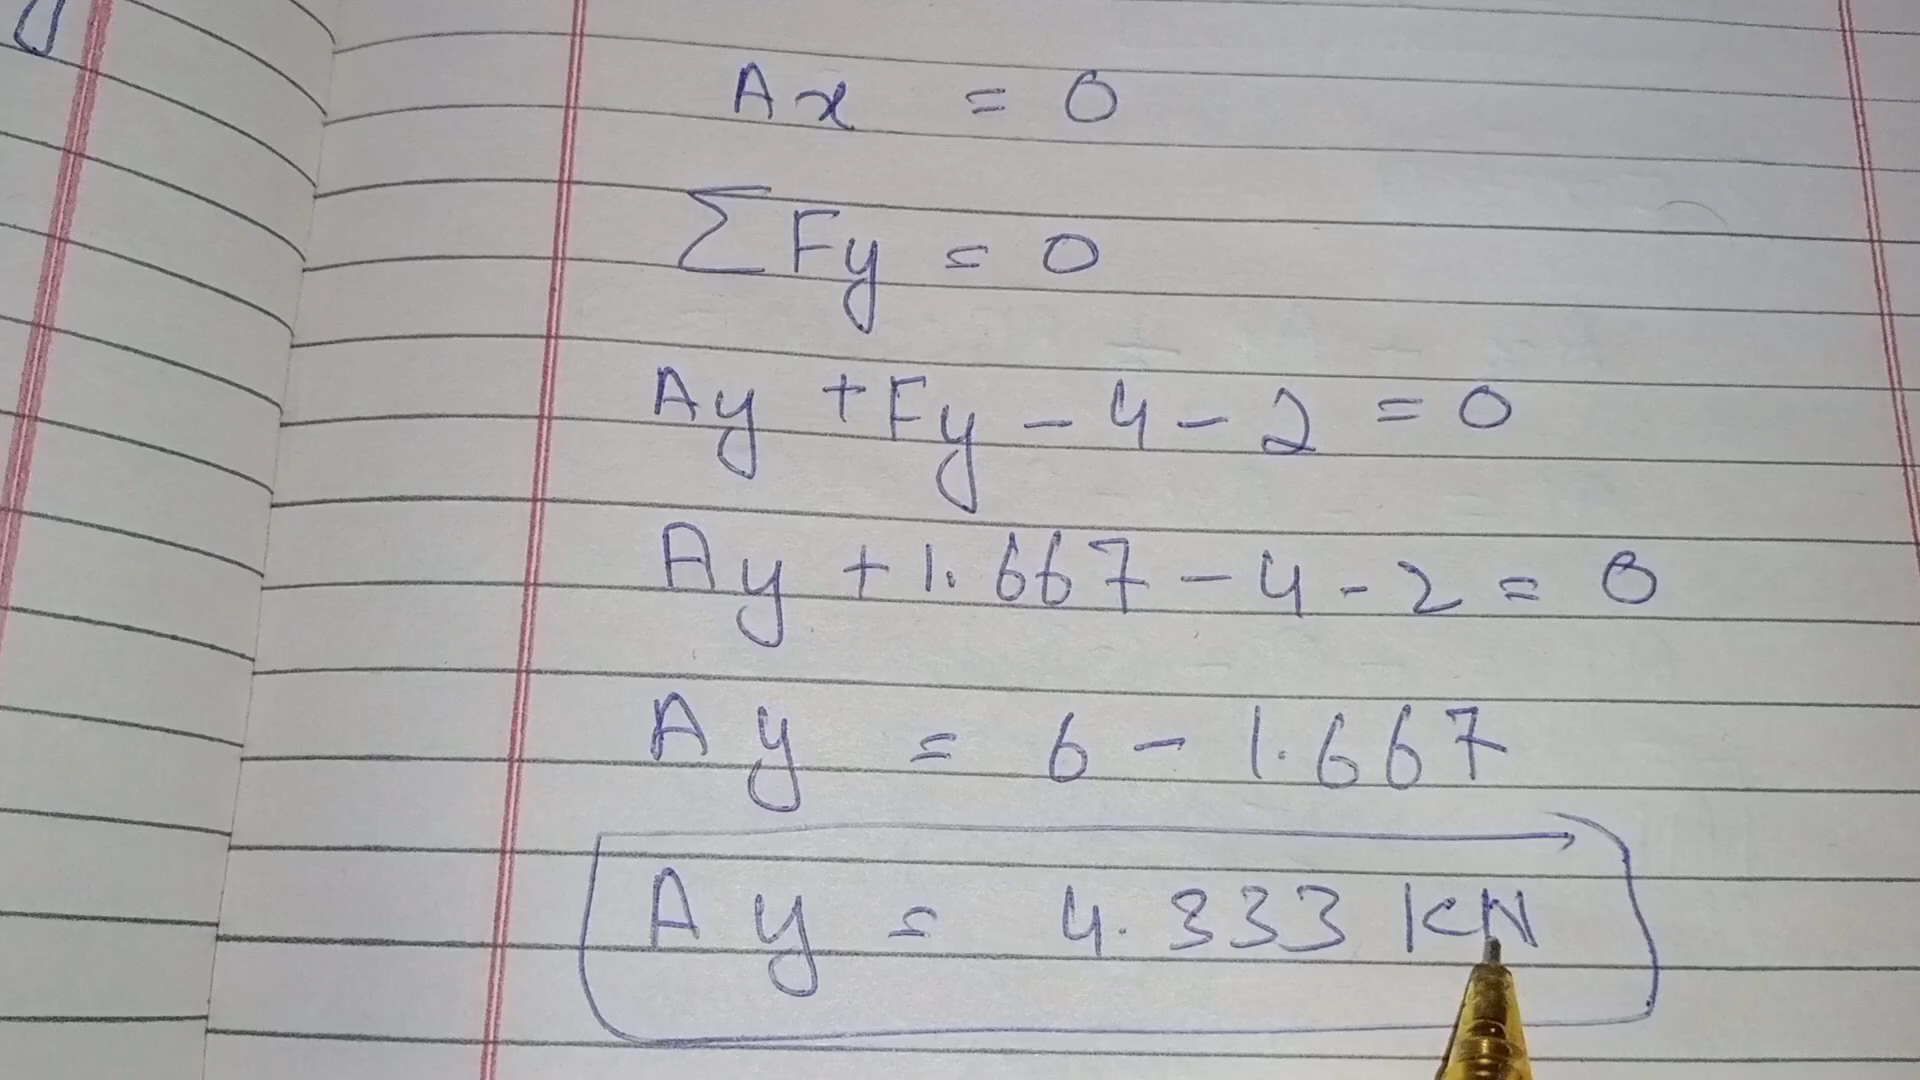 Ax = 0
ΣFy = 0
Ay + Fy - 4 - 2 = 0
Ay + 1.667 - 4 - 2 = 0
Ay = 6 - 1.667
Ay = 4.333 KN